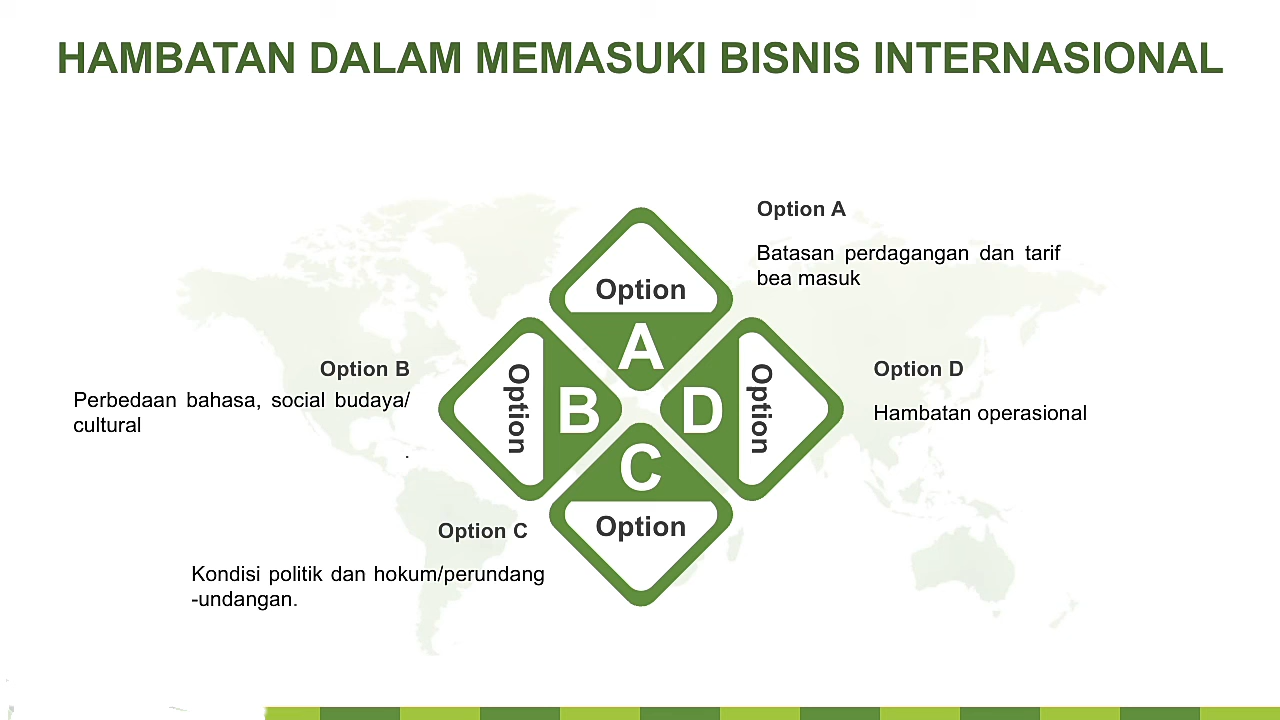 HAMBATAN DALAM MEMASUKI BISNIS INTERNASIONAL
Option A
Batasan perdagangan dan tarif
bea masuk
Option
A
Option B
Perbedaan bahasa, social budaya/
cultural
.
Option
B
D
Option
Option D
Hambatan operasional
C
Option
Option C
Kondisi politik dan hokum/perundang
-undangan.